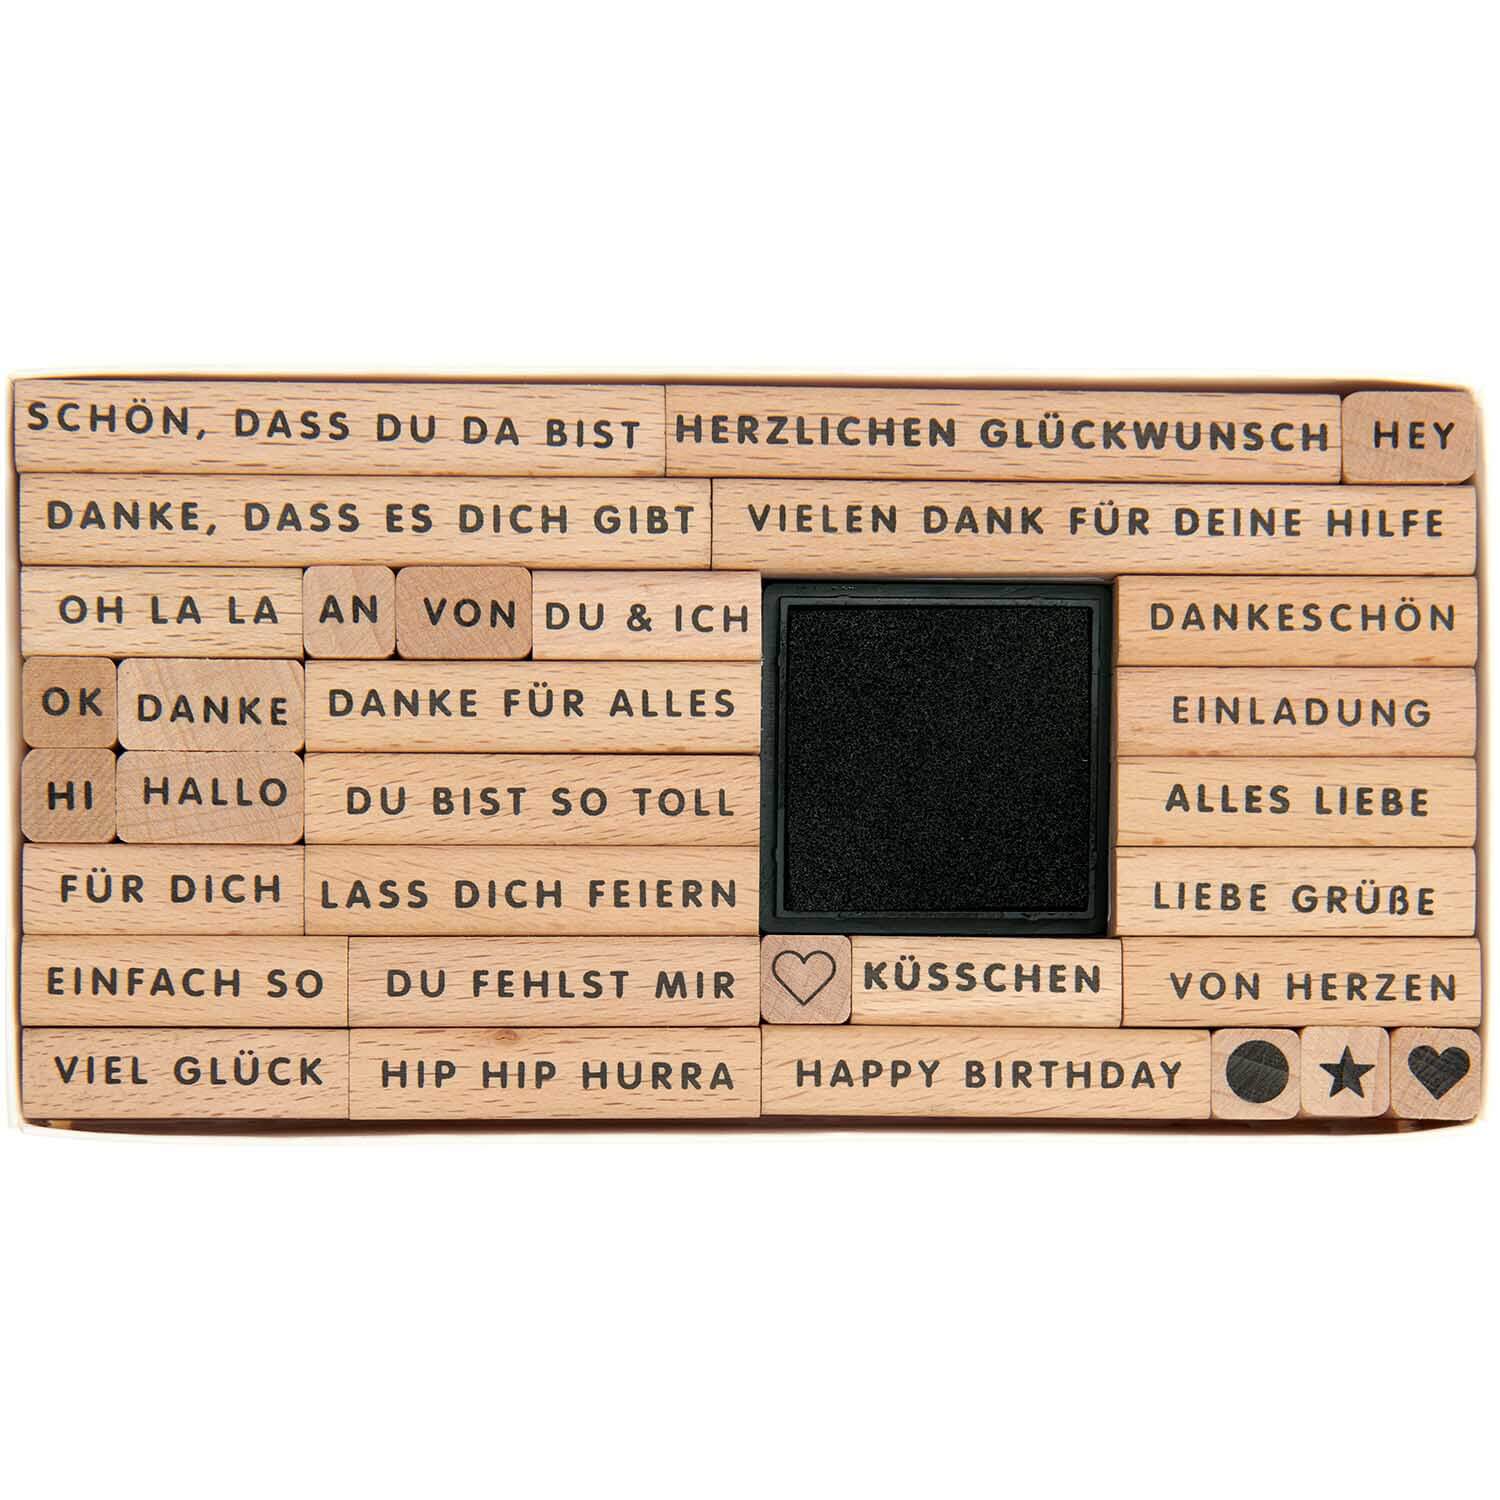 SCHÖN, DASS DU DA BIST
HERZLICHEN GLÜCKWUNSCH
HEY
DANKE, DASS ES DICH GIBT
VIELEN DANK FÜR DEINE HILFE
OH LA LA
AN
VON
DU & ICH
DANKESCHÖN
OK
DANKE
DANKE FÜR ALLES
EINLADUNG
HI
HALLO
DU BIST SO TOLL
ALLES LIEBE
FÜR DICH
LASS DICH FEIERN
LIEBE GRÜßE
EINFACH SO
DU FEHLST MIR
KÜSSCHEN
VON HERZEN
VIEL GLÜCK
HIP HIP HURRA
HAPPY BIRTHDAY